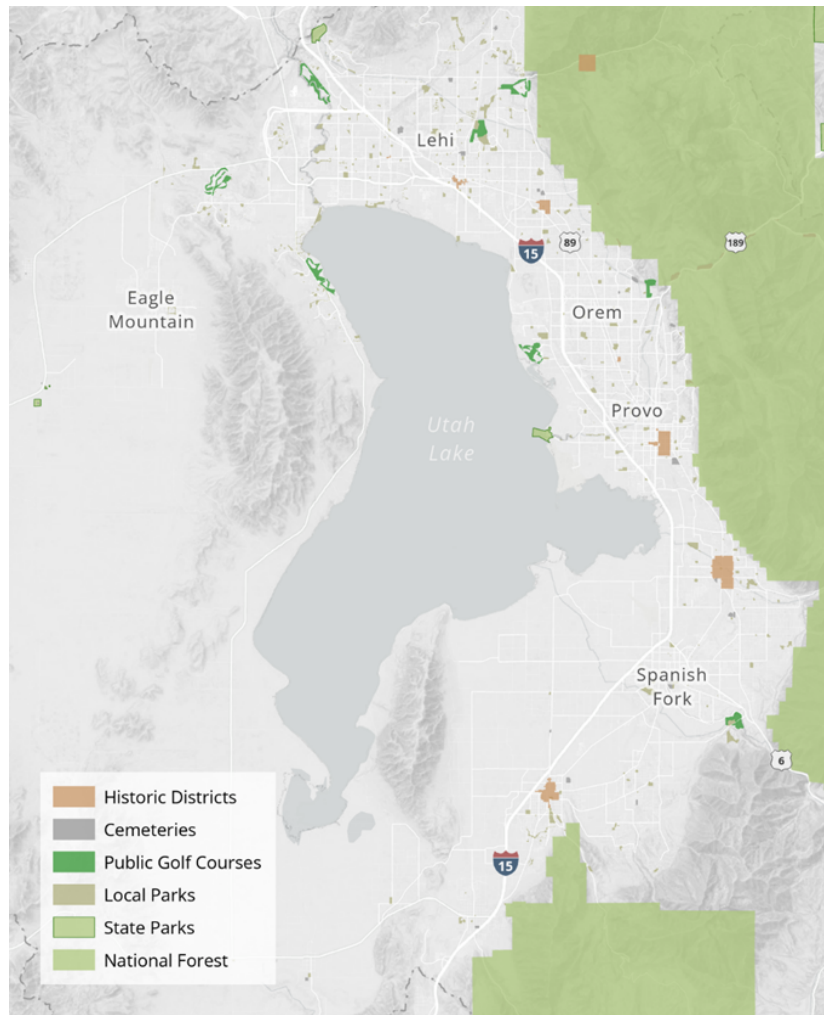 Lehi
15
89
189
Eagle
Mountain
Orem
Provo
Utah
Lake
Spanish
Fork
6
15
Historic Districts
Cemeteries
Public Golf Courses
Local Parks
State Parks
National Forest